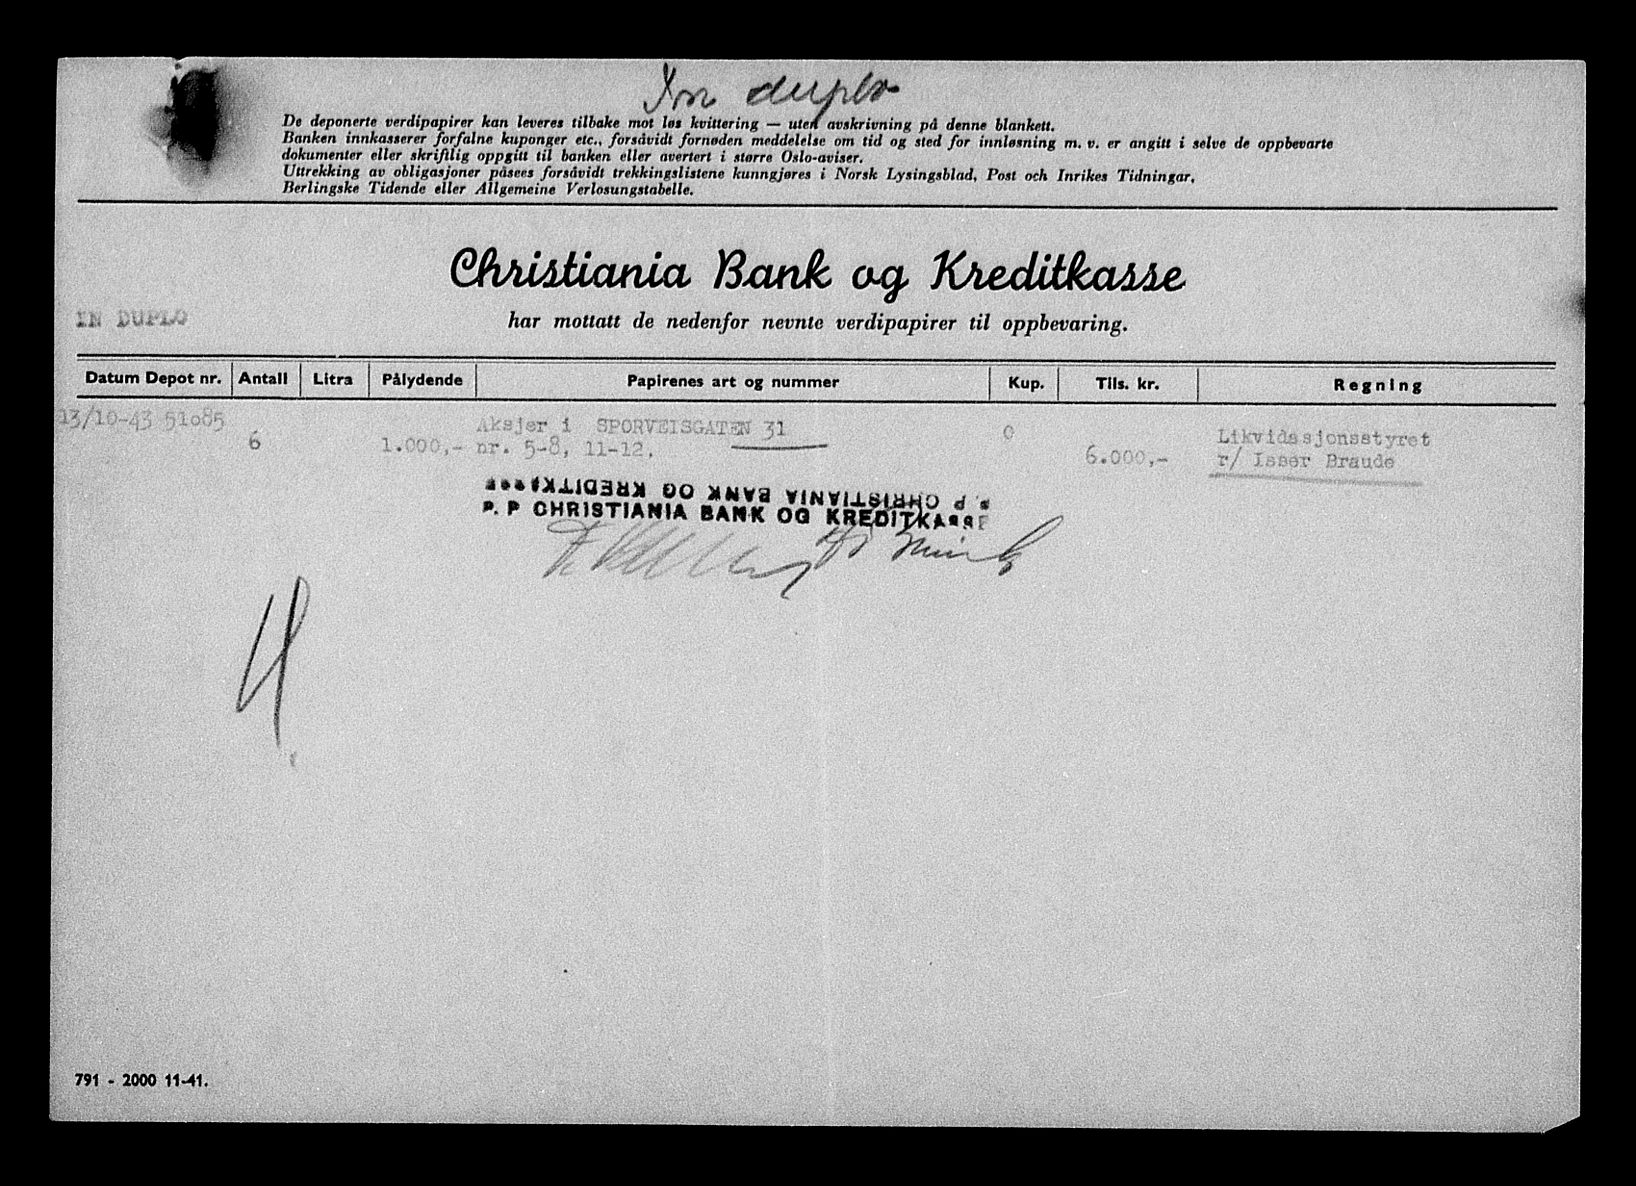 In duplo
De deponerte verdipapirer kan leveres tilbake mot løs kvittering — uten avskrivning på denne blankett.
Banken innkasserer forfalne kuponger etc., forsåvidt fornøden meddelelse om tid og sted for innløsning m. v. er angitt i selve de oppbevarte
dokumenter eller skriftlig oppgitt til banken eller avertert i større Oslo-aviser.
Uttrekking av obligasjoner påsees forsåvidt trekkingslistene kunngjøres i Norsk Lysingsblad, Post och Inrikes Tidningar,
Berlingske Tidende eller Allgemeine Verlosungstabelle.
Christiania Bank og Kreditkasse
IN DUPLO
har mottatt de nedenfor nevnte verdipapirer til oppbevaring.
Datum Depot nr. Antall Litra Pålydende Papirenes art og nummer Kup. Tils. kr. Regning
13/10-43 51o85 Aksjer i SPORVEISGATEN 31 0 Likvidasjonsstyret
6 1.000,- nr. 5-8, 11-12. 6.000,- r/ Isser Braude
P. P CHRISTIANIA BANK OG KREDITKASSE
P. P CHRISTIANIA BANK OG KREDITKASSE
791 - 2000 11-41.